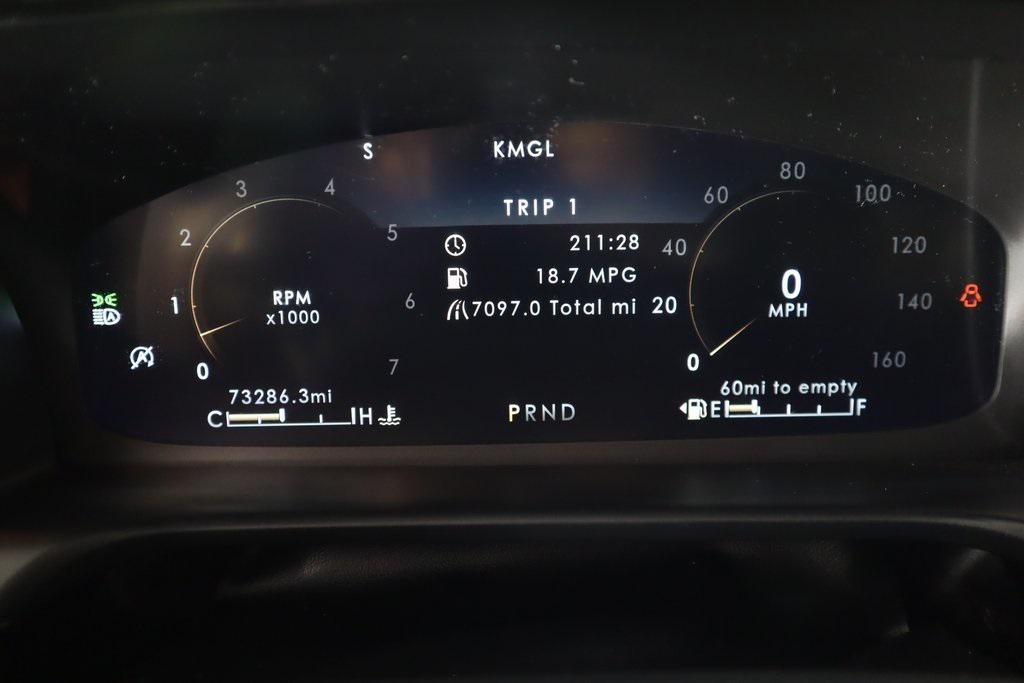 S KMGL
TRIP 1
211:28
18.7 MPG
7097.0 Total mi
0 1 2 3 4 5 6 7
RPM
x1000
0 20 40 60 80 100 120 140 160
0
MPH
73286.3mi
C H
PRND
60mi to empty
E F
A
A